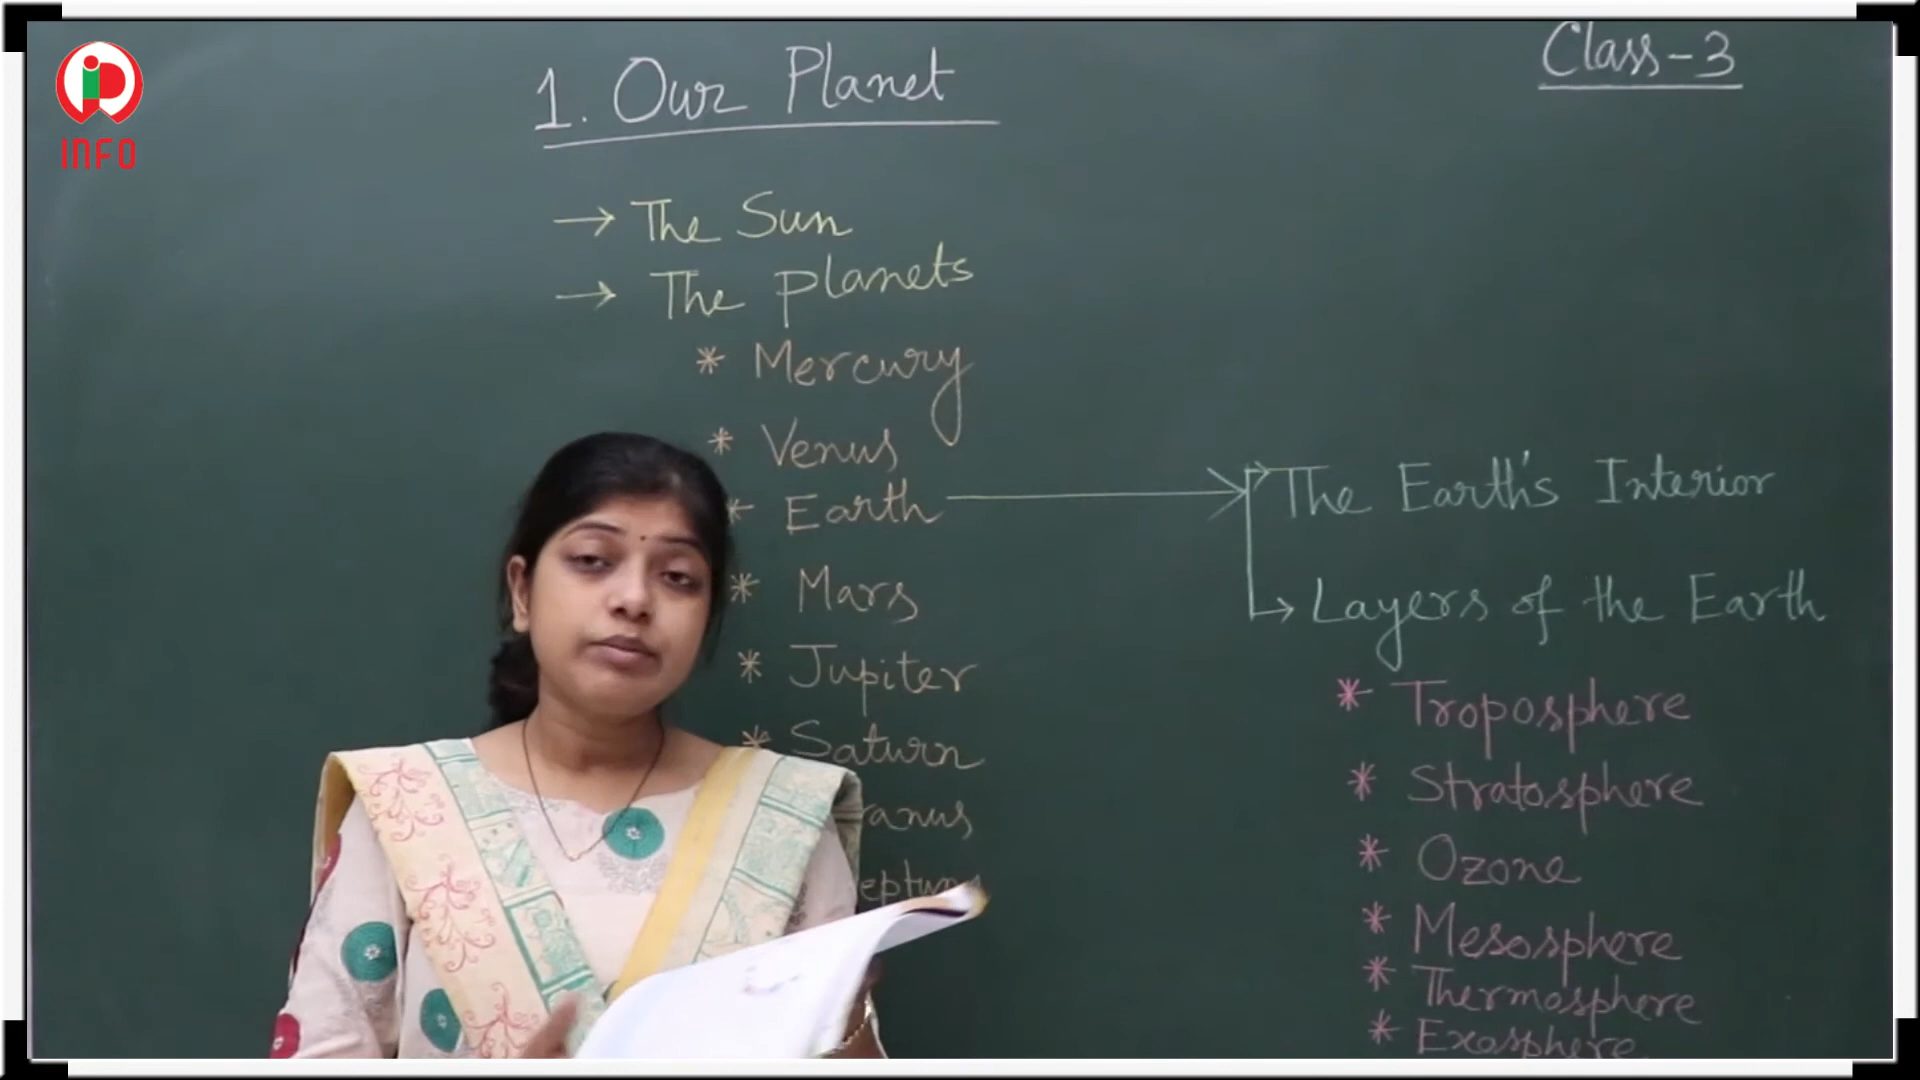 INFO
Class-3
1. Our Planet
→ The Sun
→ The planets
* Mercury
* Venus
* Earth
* Mars
* Jupiter
* Saturn
→ The Earth's Interior
→ Layers of the Earth
* Troposphere
* Stratosphere
* Ozone
* Mesosphere
* Thermosphere
* Exosphere